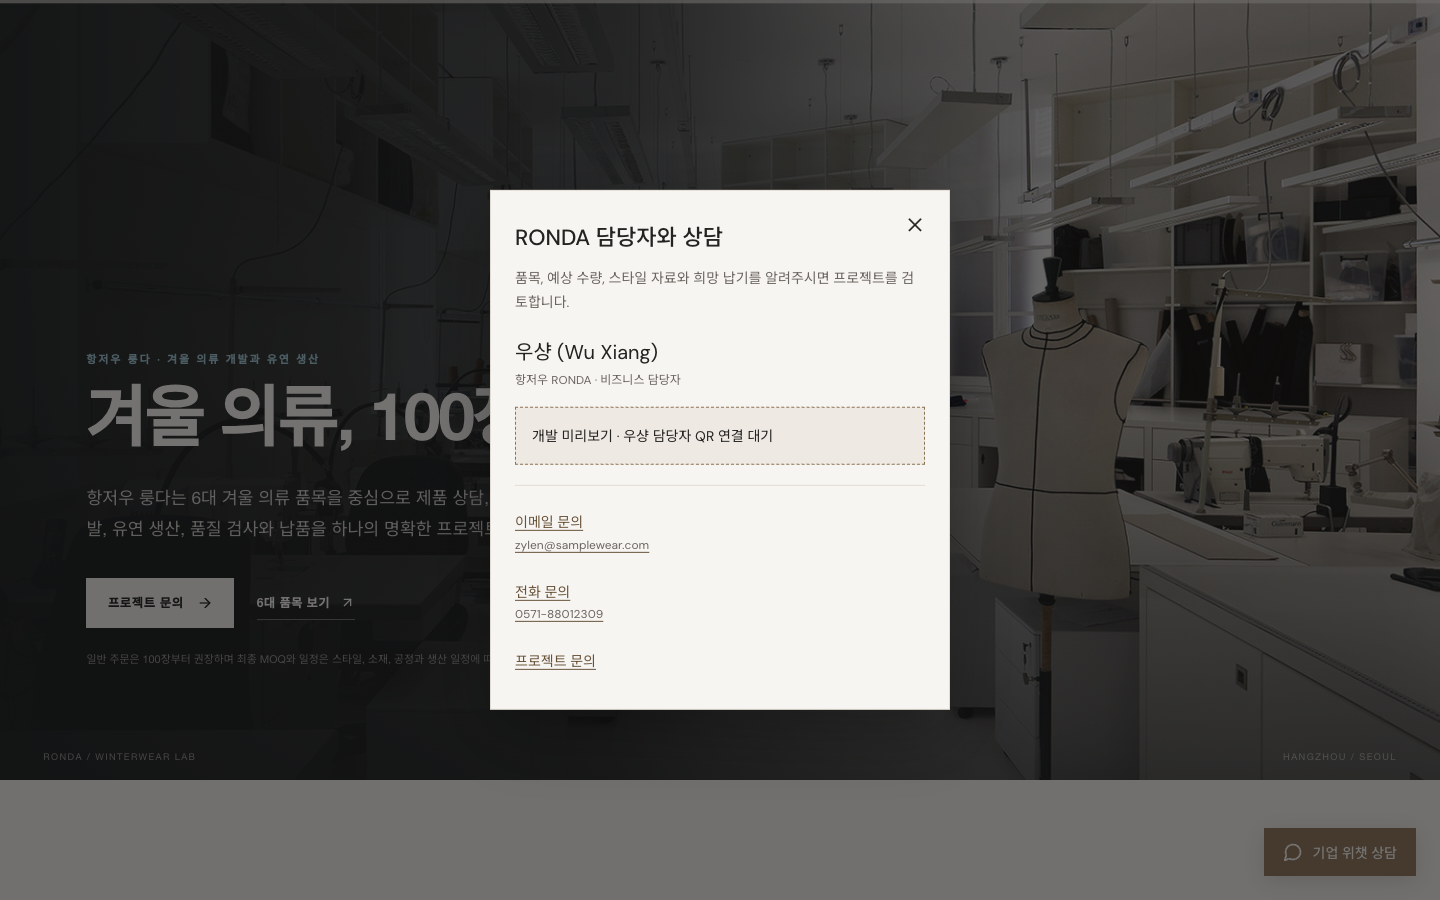 RONDA 담당자와 상담
품목, 예상 수량, 스타일 자료와 희망 납기를 알려주시면 프로젝트를 검
토합니다.
우샹 (Wu Xiang)
항저우 RONDA · 비즈니스 담당자
개발 미리보기 · 우샹 담당자 QR 연결 대기
이메일 문의
zylen@samplewear.com
전화 문의
0571-88012309
프로젝트 문의
항저우 룽다 · 겨울 의류 개발과 유연 생산
겨울 의류, 100장
항저우 룽다는 6대 겨울 의류 품목을 중심으로 제품 상담,
발, 유연 생산, 품질 검사와 납품을 하나의 명확한 프로젝트
프로젝트 문의
6대 품목 보기
일반 주문은 100장부터 권장하며 최종 MOQ와 일정은 스타일, 소재, 공정과 생산 일정에 따
RONDA / WINTERWEAR LAB
HANGZHOU / SEOUL
기업 위챗 상담